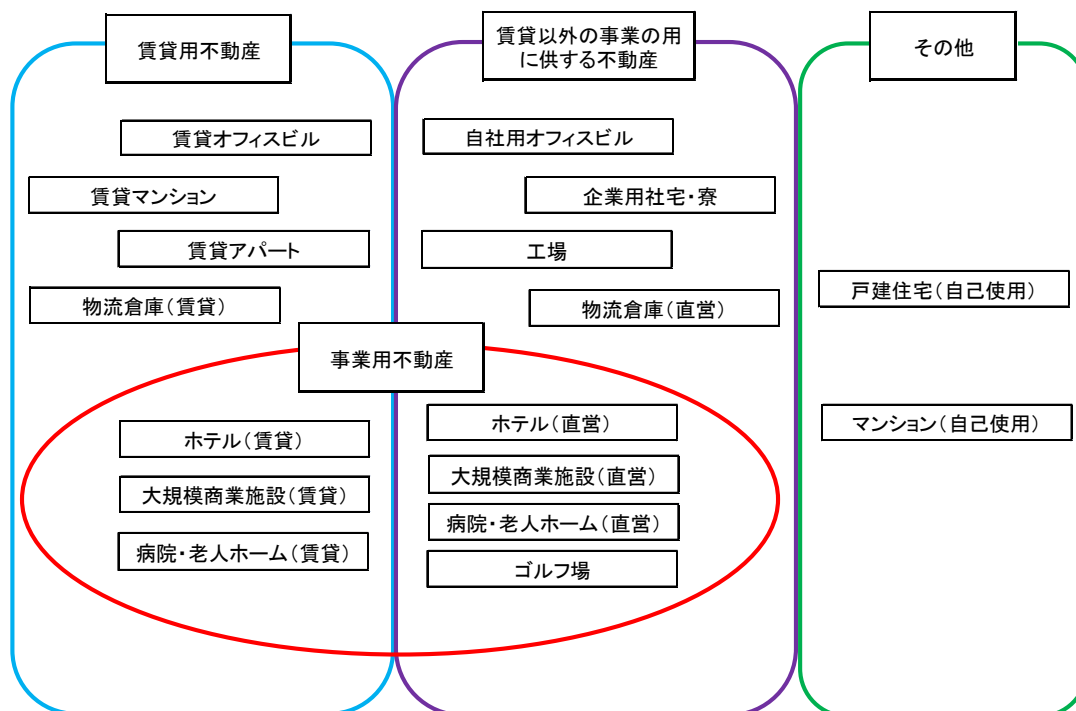 賃貸用不動産
賃貸以外の事業の用
に供する不動産
その他
賃貸オフィスビル
賃貸マンション
賃貸アパート
物流倉庫(賃貸)
自社用オフィスビル
企業用社宅・寮
工場
物流倉庫(直営)
戸建住宅(自己使用)
マンション(自己使用)
事業用不動産
ホテル(賃貸)
大規模商業施設(賃貸)
病院・老人ホーム(賃貸)
ホテル(直営)
大規模商業施設(直営)
病院・老人ホーム(直営)
ゴルフ場